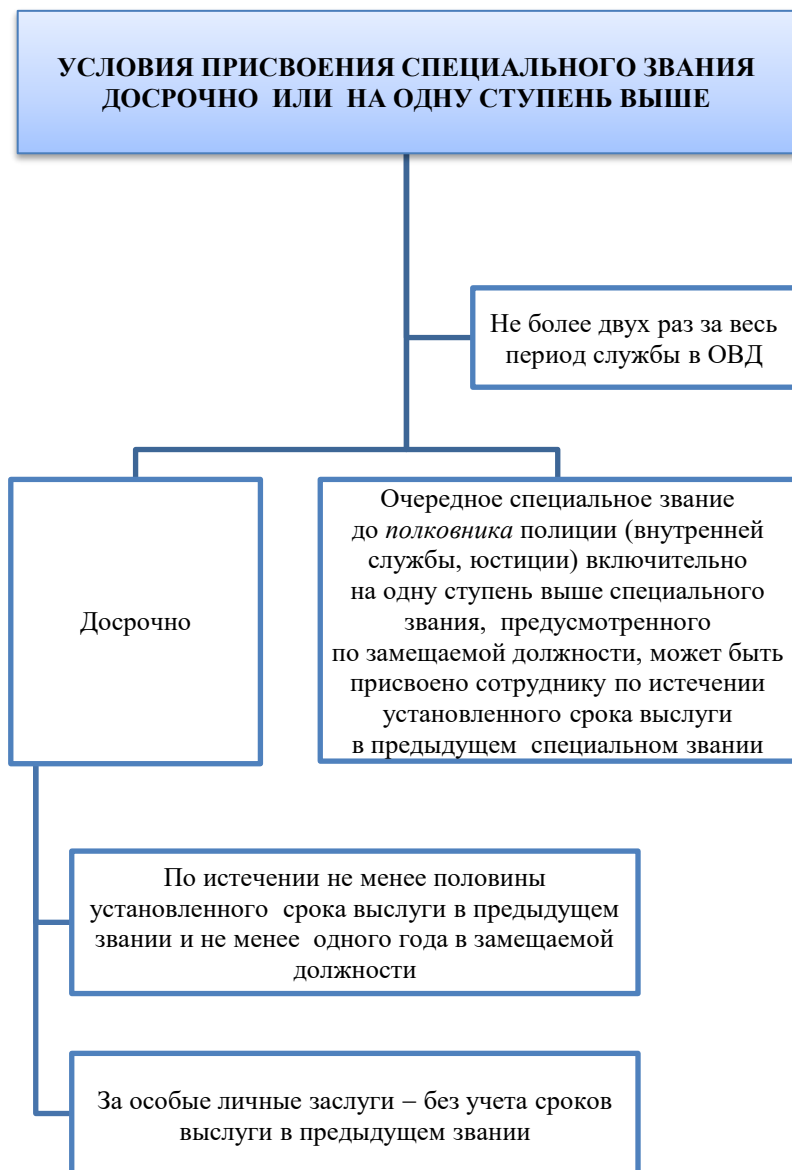 УСЛОВИЯ ПРИСВОЕНИЯ СПЕЦИАЛЬНОГО ЗВАНИЯ
ДОСРОЧНО ИЛИ НА ОДНУ СТУПЕНЬ ВЫШЕ
Не более двух раз за весь
период службы в ОВД
Досрочно
Очередное специальное звание
до полковника полиции (внутренней
службы, юстиции) включительно
на одну ступень выше специального
звания, предусмотренного
по замещаемой должности, может быть
присвоено сотруднику по истечении
установленного срока выслуги
в предыдущем специальном звании
По истечении не менее половины
установленного срока выслуги в предыдущем
звании и не менее одного года в замещаемой
должности
За особые личные заслуги – без учета сроков
выслуги в предыдущем звании